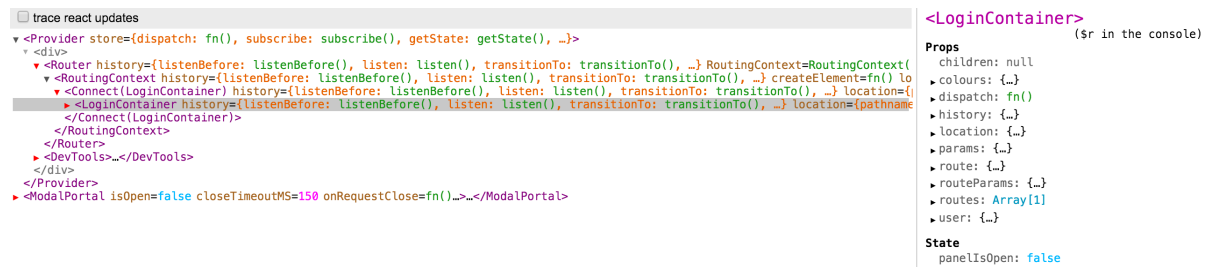 trace react updates
<Provider store={dispatch: fn(), subscribe: subscribe(), getState: getState(), …}>
<div>
<Router history={listenBefore: listenBefore(), listen: listen(), transitionTo: transitionTo(), …} RoutingContext=RoutingContext(
<RoutingContext history={listenBefore: listenBefore(), listen: listen(), transitionTo: transitionTo(), …} createElement=fn() lo
<Connect(LoginContainer) history={listenBefore: listenBefore(), listen: listen(), transitionTo: transitionTo(), …} location={p
<LoginContainer history={listenBefore: listenBefore(), listen: listen(), transitionTo: transitionTo(), …} location={pathname
</Connect(LoginContainer)>
</RoutingContext>
</Router>
<DevTools>…</DevTools>
</div>
</Provider>
<ModalPortal isOpen=false closeTimeoutMS=150 onRequestClose=fn()…>…</ModalPortal>
<LoginContainer>
($r in the console)
Props
children: null
colours: {…}
dispatch: fn()
history: {…}
location: {…}
params: {…}
route: {…}
routeParams: {…}
routes: Array[1]
user: {…}
State
panelIsOpen: false